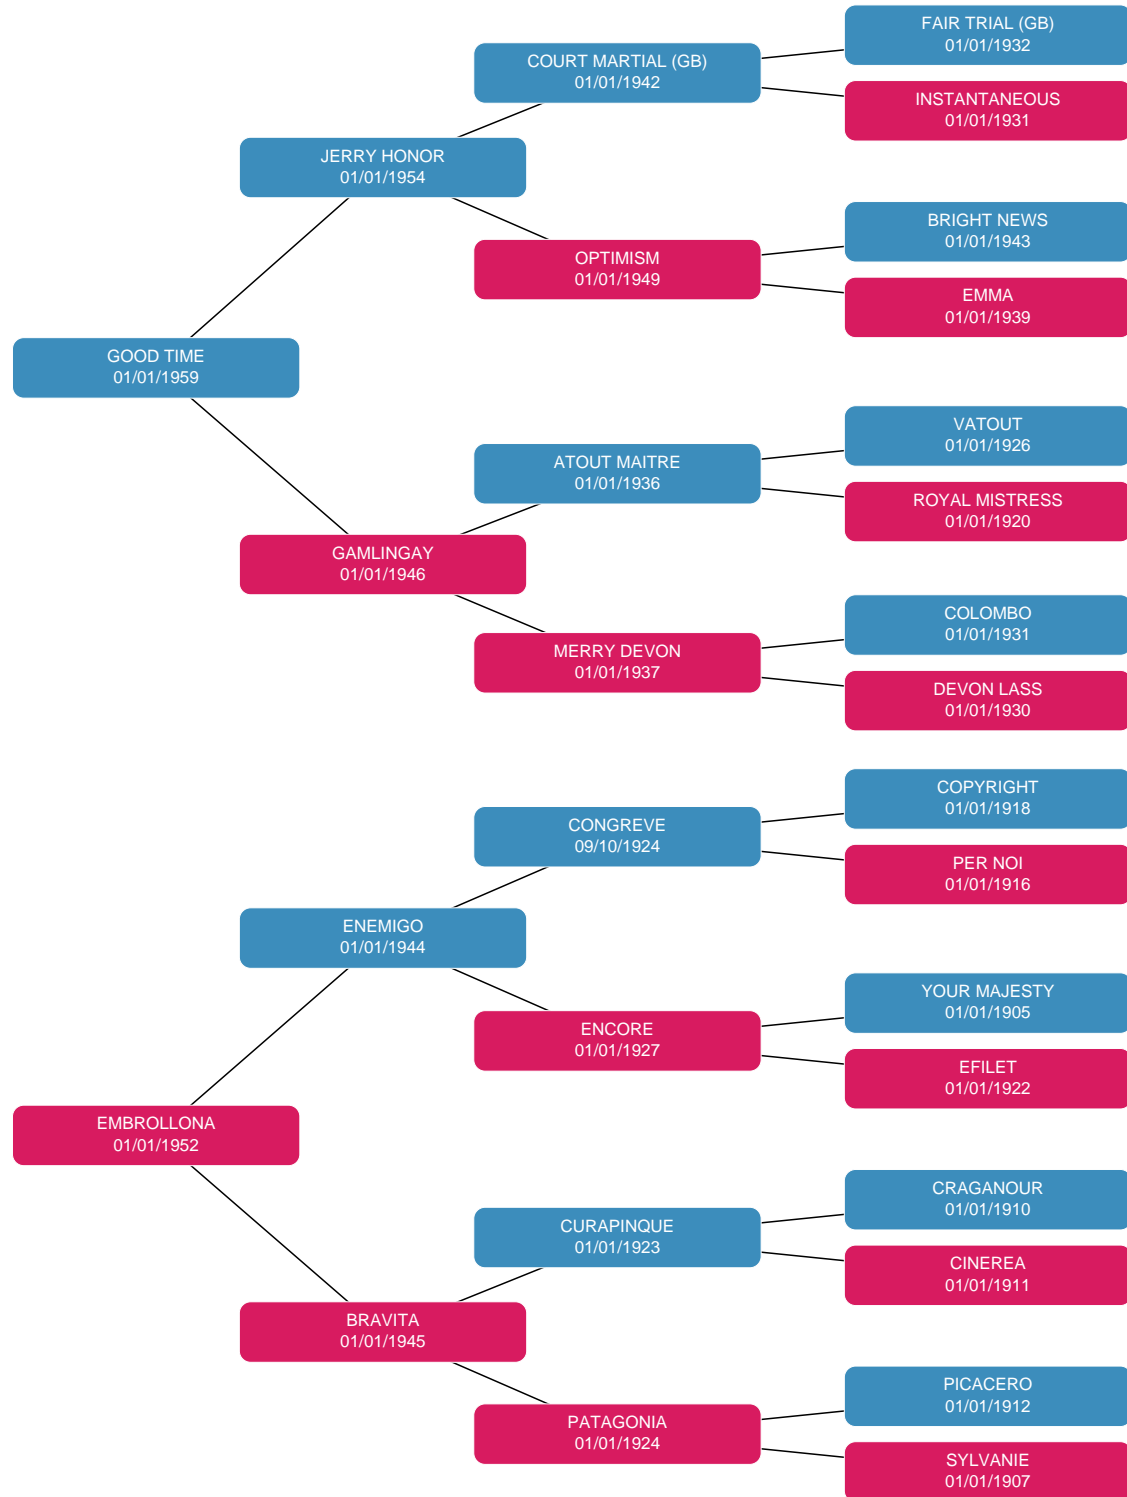 FAIR TRIAL (GB)
01/01/1932
COURT MARTIAL (GB)
01/01/1942
INSTANTANEOUS
01/01/1931
JERRY HONOR
01/01/1954
BRIGHT NEWS
01/01/1943
OPTIMISM
01/01/1949
EMMA
01/01/1939
GOOD TIME
01/01/1959
VATOUT
01/01/1926
ATOUT MAITRE
01/01/1936
ROYAL MISTRESS
01/01/1920
GAMLINGAY
01/01/1946
COLOMBO
01/01/1931
MERRY DEVON
01/01/1937
DEVON LASS
01/01/1930
COPYRIGHT
01/01/1918
CONGREVE
09/10/1924
PER NOI
01/01/1916
ENEMIGO
01/01/1944
YOUR MAJESTY
01/01/1905
ENCORE
01/01/1927
EFILET
01/01/1922
EMBROLLONA
01/01/1952
CRAGANOUR
01/01/1910
CURAPINQUE
01/01/1923
CINEREA
01/01/1911
BRAVITA
01/01/1945
PICACERO
01/01/1912
PATAGONIA
01/01/1924
SYLVANIE
01/01/1907